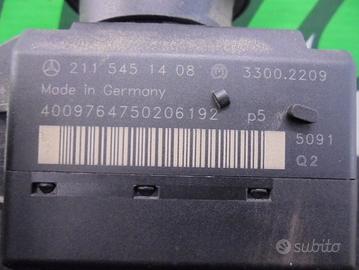 211 545 14 08 3300.2209
Made in Germany
4009764750206192 p5
5091
Q2
subito